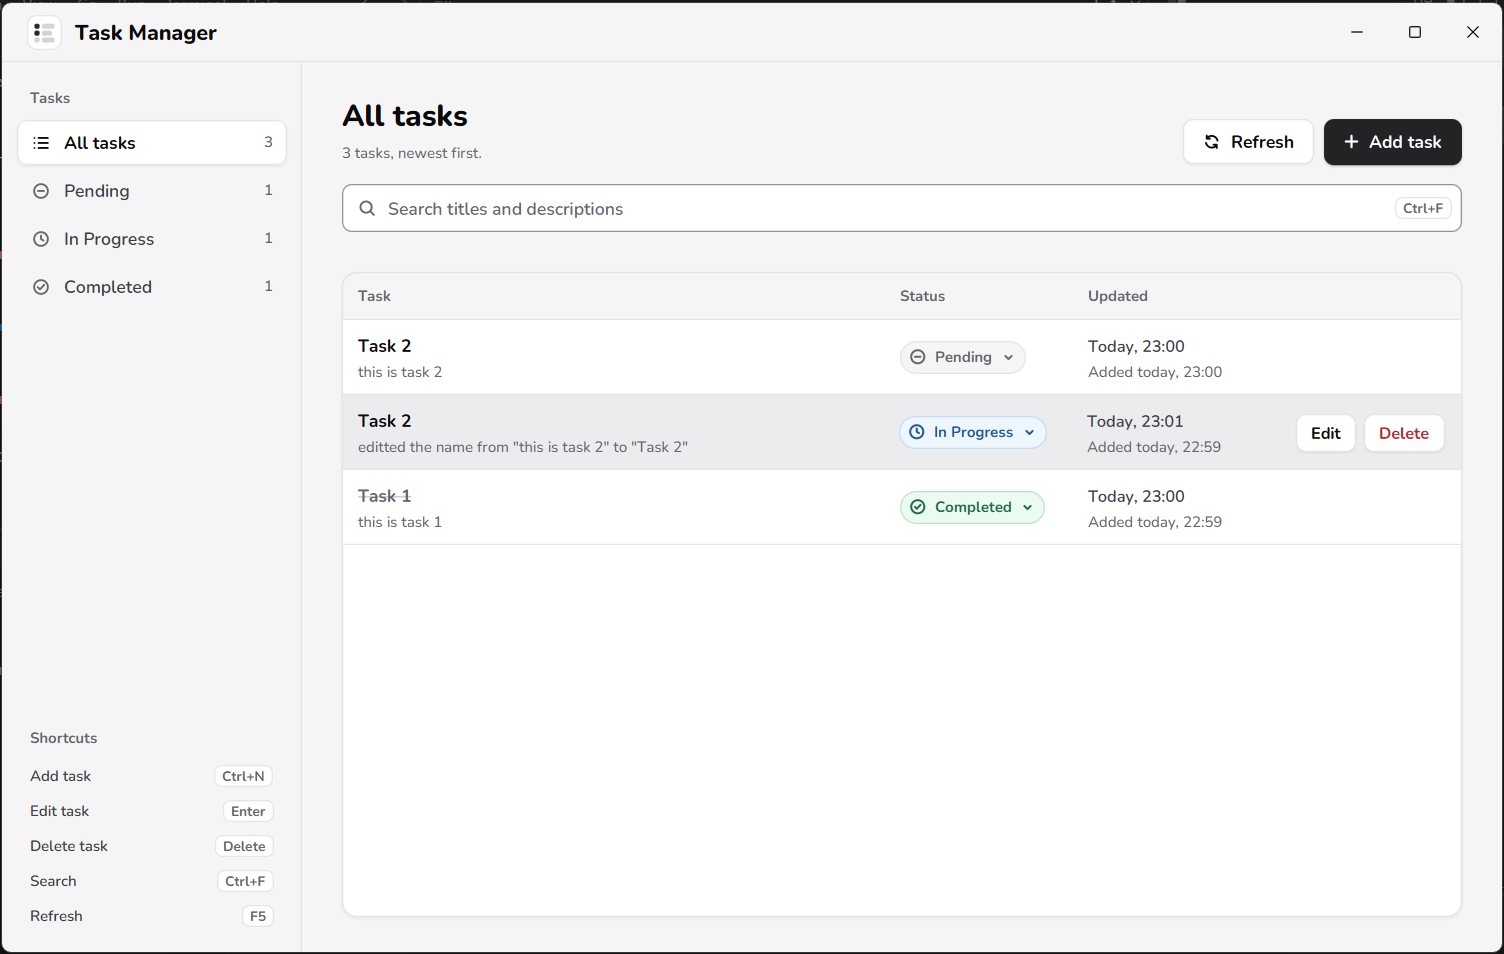 Task Manager
Tasks
All tasks 3
Pending 1
In Progress 1
Completed 1
Shortcuts
Add task Ctrl+N
Edit task Enter
Delete task Delete
Search Ctrl+F
Refresh F5
All tasks
3 tasks, newest first.
Refresh
Add task
Search titles and descriptions Ctrl+F
Task Status Updated
Task 2 Pending Today, 23:00
this is task 2 Added today, 23:00
Task 2 In Progress Today, 23:01 Edit Delete
editted the name from "this is task 2" to "Task 2" Added today, 22:59
Task 1 Completed Today, 23:00
this is task 1 Added today, 22:59